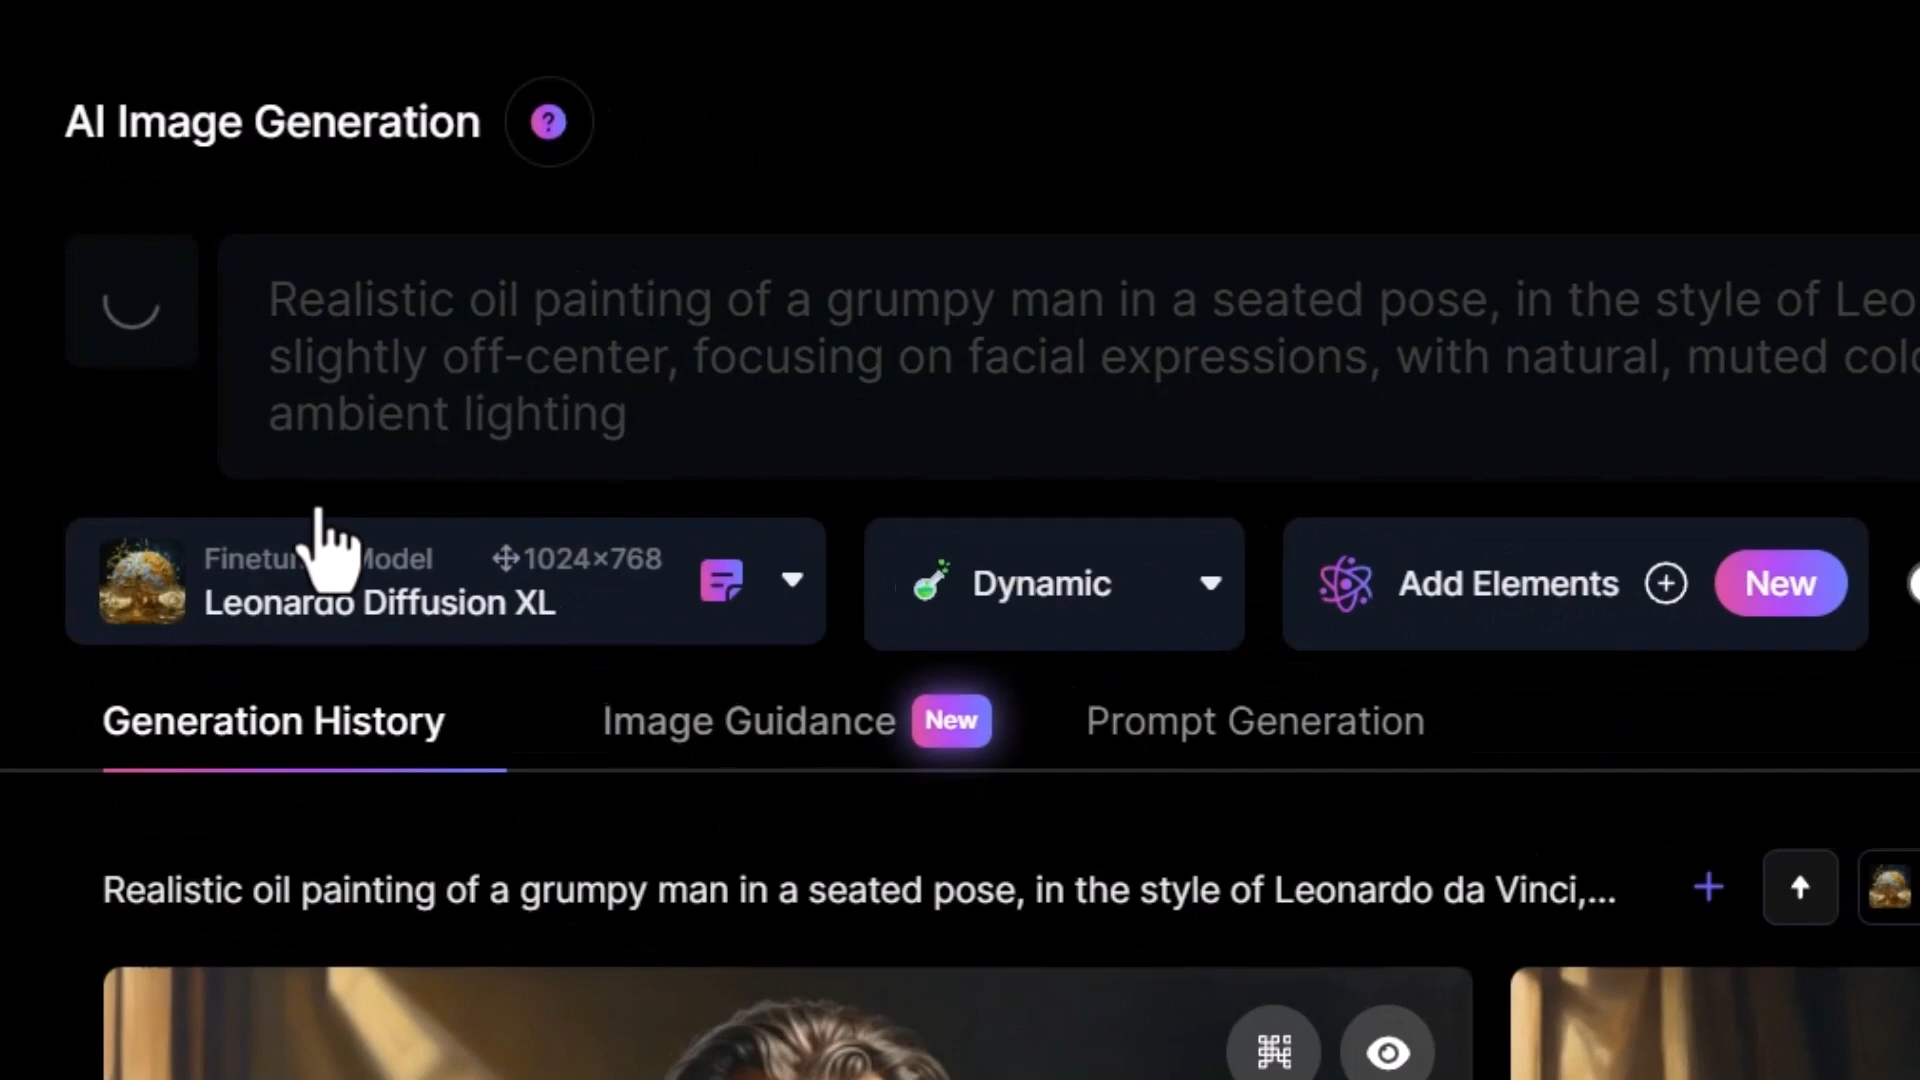 AI Image Generation ?
Realistic oil painting of a grumpy man in a seated pose, in the style of Leo
slightly off-center, focusing on facial expressions, with natural, muted colo
ambient lighting
Finetuned Model 1024×768
Leonardo Diffusion XL
Dynamic
Add Elements
New
Generation History
Image Guidance New
Prompt Generation
Realistic oil painting of a grumpy man in a seated pose, in the style of Leonardo da Vinci,...